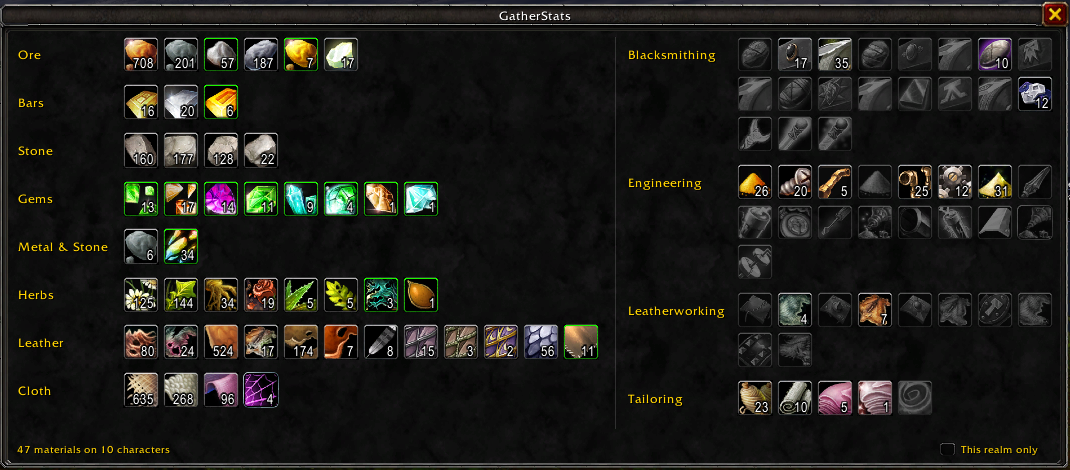 GatherStats
Ore 708 201 57 187 7 17
Bars 16 20 6
Stone 160 177 128 22
Gems 13 17 14 11 9 4 1 1
Metal & Stone 6 34
Herbs 125 144 34 19 5 5 3 1
Leather 80 24 524 17 174 7 8 15 3 2 56 11
Cloth 635 268 96 4
47 materials on 10 characters
Blacksmithing 17 35 10
12
Engineering 26 20 5 25 12 31
Leatherworking 4 7
Tailoring 23 10 5 1
This realm only